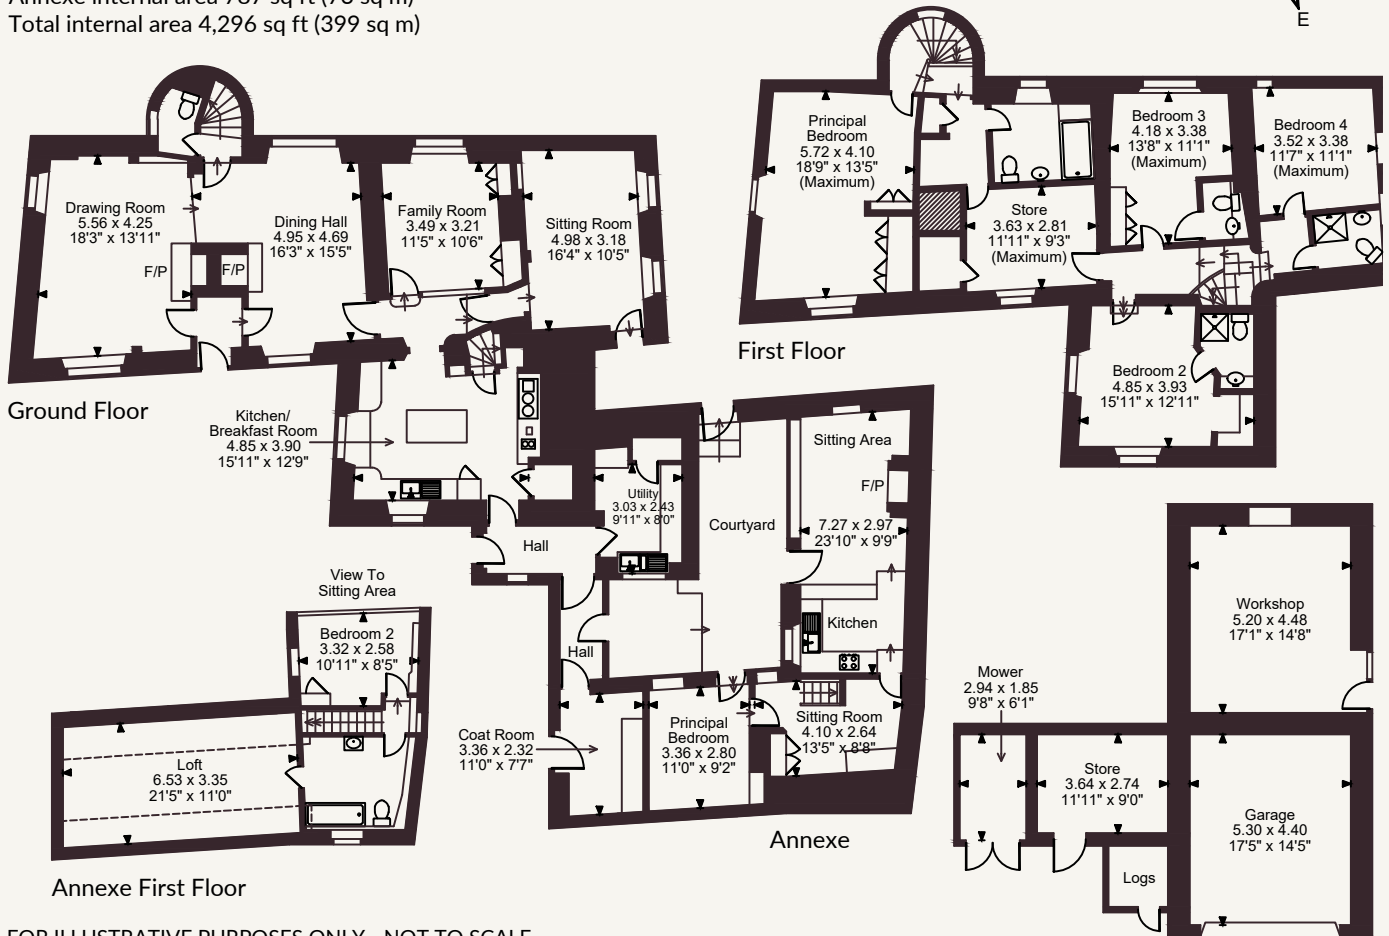 Annexe internal area 787 sq ft (73 sq m)
Total internal area 4,296 sq ft (399 sq m)
E
Drawing Room
5.56 x 4.25
18'3" x 13'11"
F/P
F/P
Dining Hall
4.95 x 4.69
16'3" x 15'5"
Family Room
3.49 x 3.21
11'5" x 10'6"
Sitting Room
4.98 x 3.18
16'4" x 10'5"
Ground Floor
Kitchen/
Breakfast Room
4.85 x 3.90
15'11" x 12'9"
Utility
3.03 x 2.43
9'11" x 8'0"
Hall
Hall
Courtyard
Coat Room
3.36 x 2.32
11'0" x 7'7"
Principal
Bedroom
5.72 x 4.10
18'9" x 13'5"
(Maximum)
Store
3.63 x 2.81
11'11" x 9'3"
(Maximum)
Bedroom 3
4.18 x 3.38
13'8" x 11'1"
(Maximum)
Bedroom 4
3.52 x 3.38
11'7" x 11'1"
(Maximum)
Bedroom 2
4.85 x 3.93
15'11" x 12'11"
First Floor
Sitting Area
F/P
7.27 x 2.97
23'10" x 9'9"
Kitchen
Principal
Bedroom
3.36 x 2.80
11'0" x 9'2"
Sitting Room
4.10 x 2.64
13'5" x 8'8"
Annexe
View To
Sitting Area
Bedroom 2
3.32 x 2.58
10'11" x 8'5"
Loft
6.53 x 3.35
21'5" x 11'0"
Annexe First Floor
Workshop
5.20 x 4.48
17'1" x 14'8"
Mower
2.94 x 1.85
9'8" x 6'1"
Store
3.64 x 2.74
11'11" x 9'0"
Garage
5.30 x 4.40
17'5" x 14'5"
Logs
FOR ILLUSTRATIVE PURPOSES ONLY - NOT TO SCALE